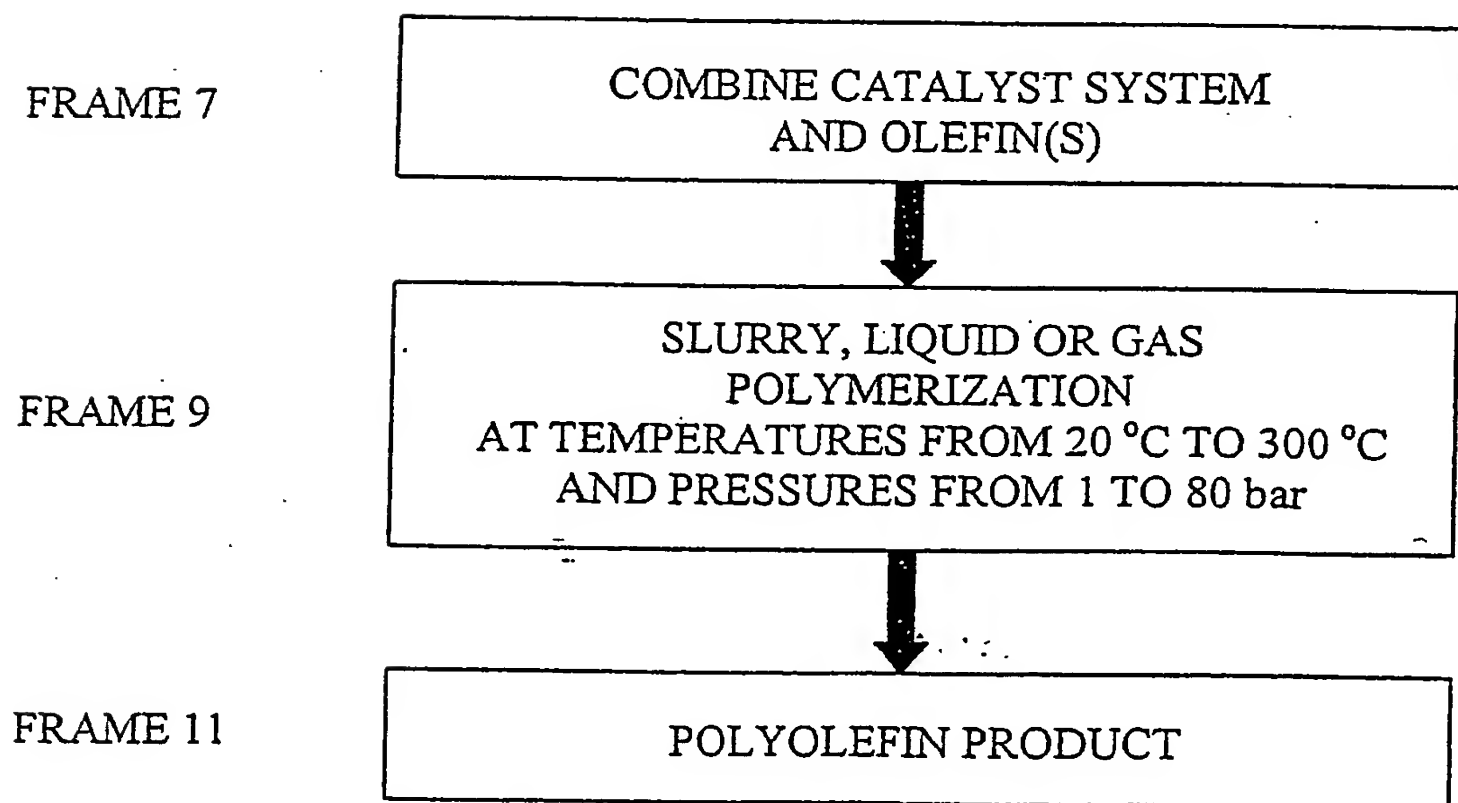 FRAME 7
COMBINE CATALYST SYSTEM
AND OLEFIN(S)
FRAME 9
SLURRY, LIQUID OR GAS
POLYMERIZATION
AT TEMPERATURES FROM 20 °C TO 300 °C
AND PRESSURES FROM 1 TO 80 bar
FRAME 11
POLYOLEFIN PRODUCT